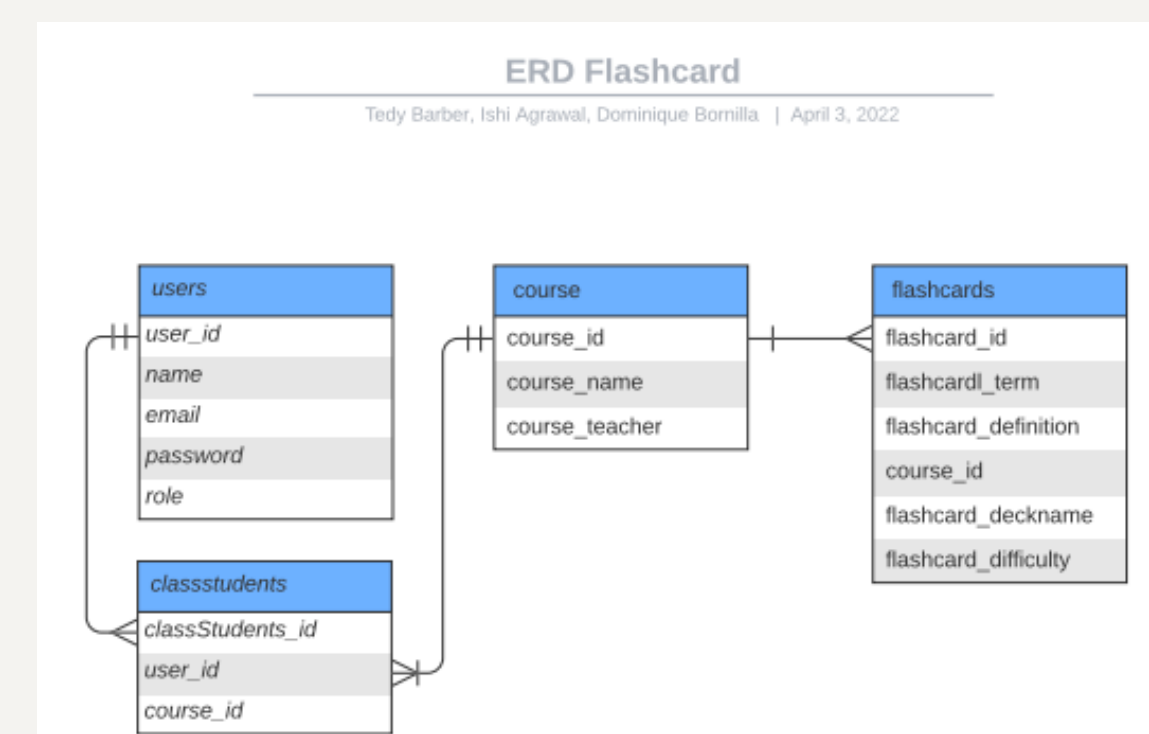 ERD Flashcard
Tedy Barber, Ishi Agrawal, Dominique Bornilla | April 3, 2022
users
user_id
name
email
password
role
classstudents
classStudents_id
user_id
course_id
course
course_id
course_name
course_teacher
flashcards
flashcard_id
flashcardl_term
flashcard_definition
course_id
flashcard_deckname
flashcard_difficulty